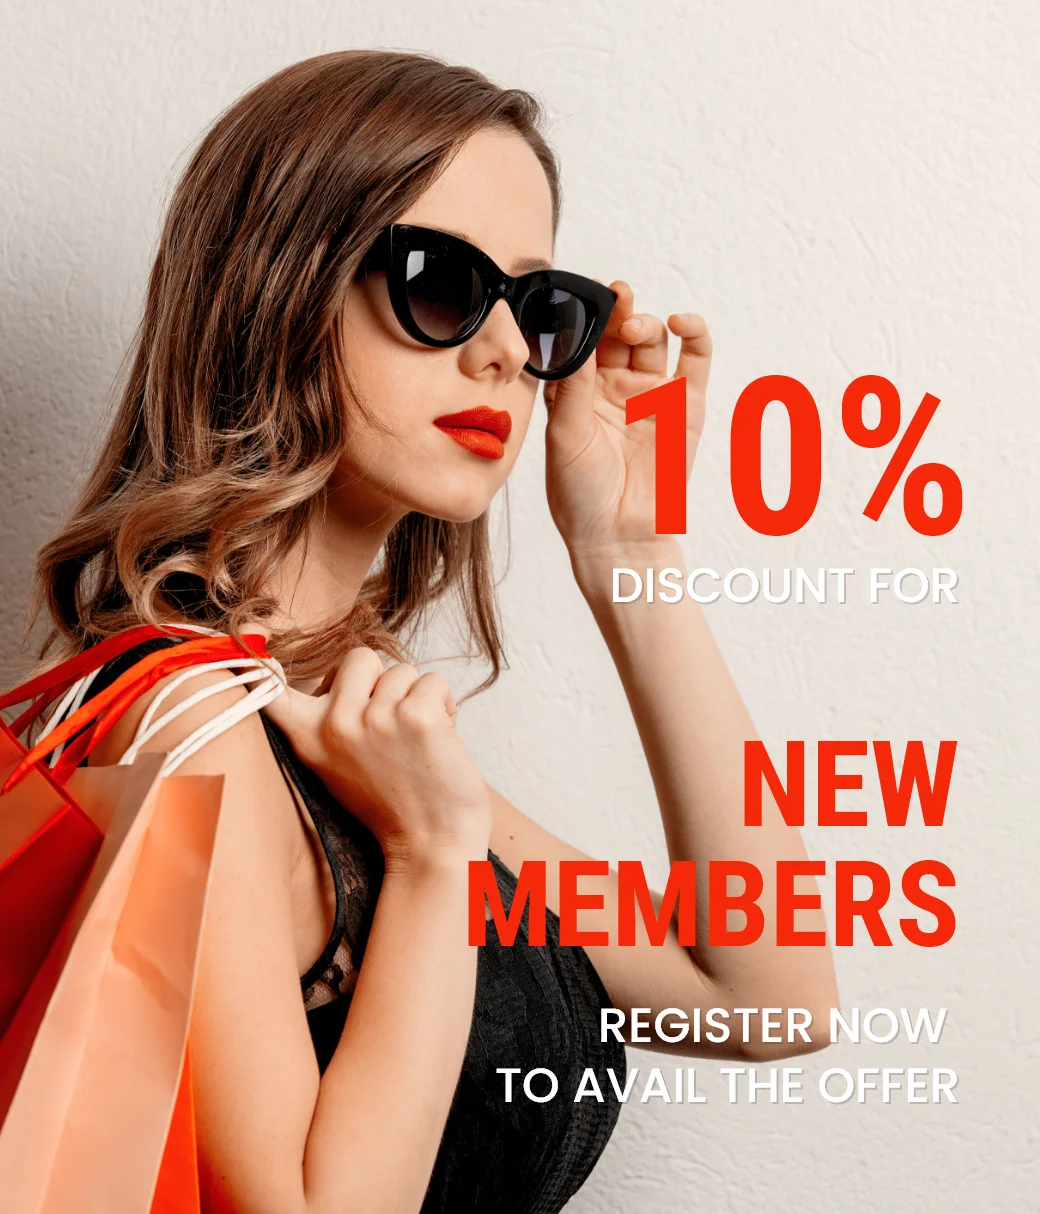 10%
DISCOUNT FOR
NEW
MEMBERS
REGISTER NOW
TO AVAIL THE OFFER